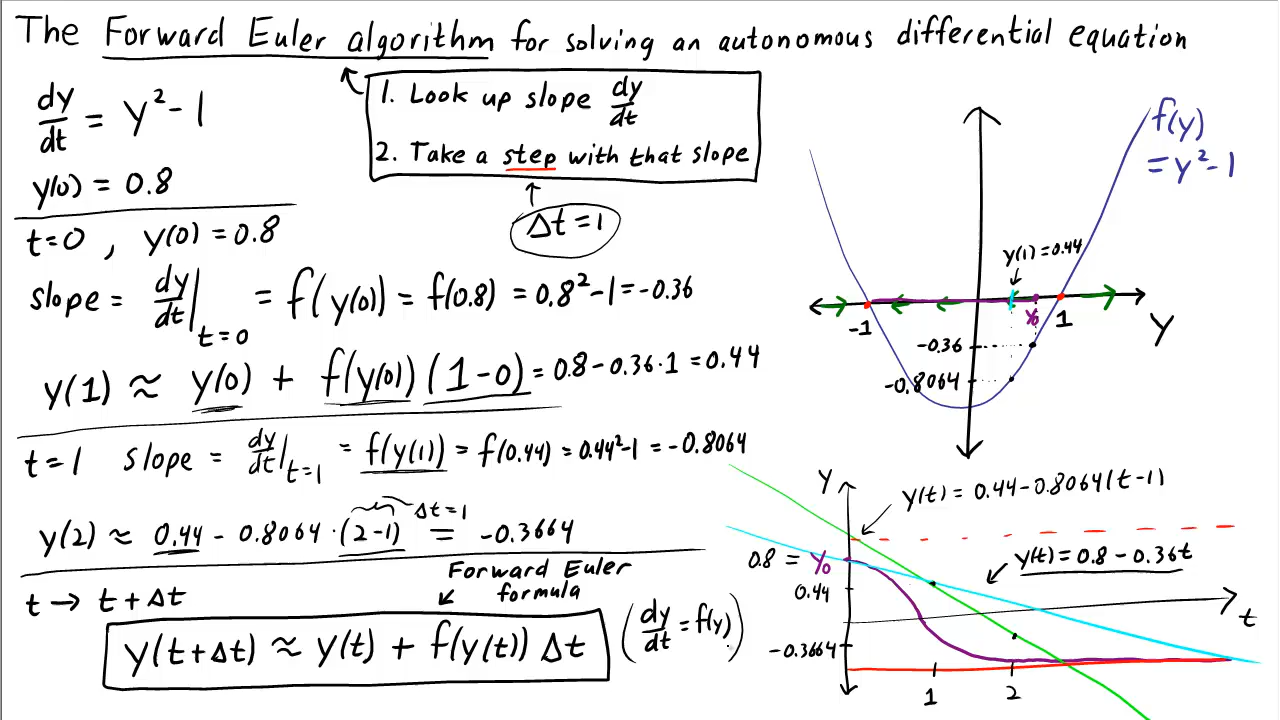 The Forward Euler algorithm for solving an autonomous differential equation
dy/dt = y² - 1
1. Look up slope dy/dt
2. Take a step with that slope
Δt = 1
y(0) = 0.8
t=0 , y(0) = 0.8
slope = dy/dt|t=0 = f(y(0)) = f(0.8) = 0.8² - 1 = -0.36
y(1) ≈ y(0) + f(y(0)) (1-0) = 0.8 - 0.36·1 = 0.44
t=1 slope = dy/dt|t=1 = f(y(1)) = f(0.44) = 0.44² - 1 = -0.8064
Δt=1
y(2) ≈ 0.44 - 0.8064 · (2-1) = -0.3664
t → t + Δt
Forward Euler
formula
y(t+Δt) ≈ y(t) + f(y(t)) Δt
(dy/dt = f(y))
f(y)
= y² - 1
y(1) = 0.44
-1
y₀
1
y
-0.36
-0.8064
y
y(t) = 0.44 - 0.8064(t-1)
0.8 = y₀
y(t) = 0.8 - 0.36t
0.44
t
-0.3664
1
2